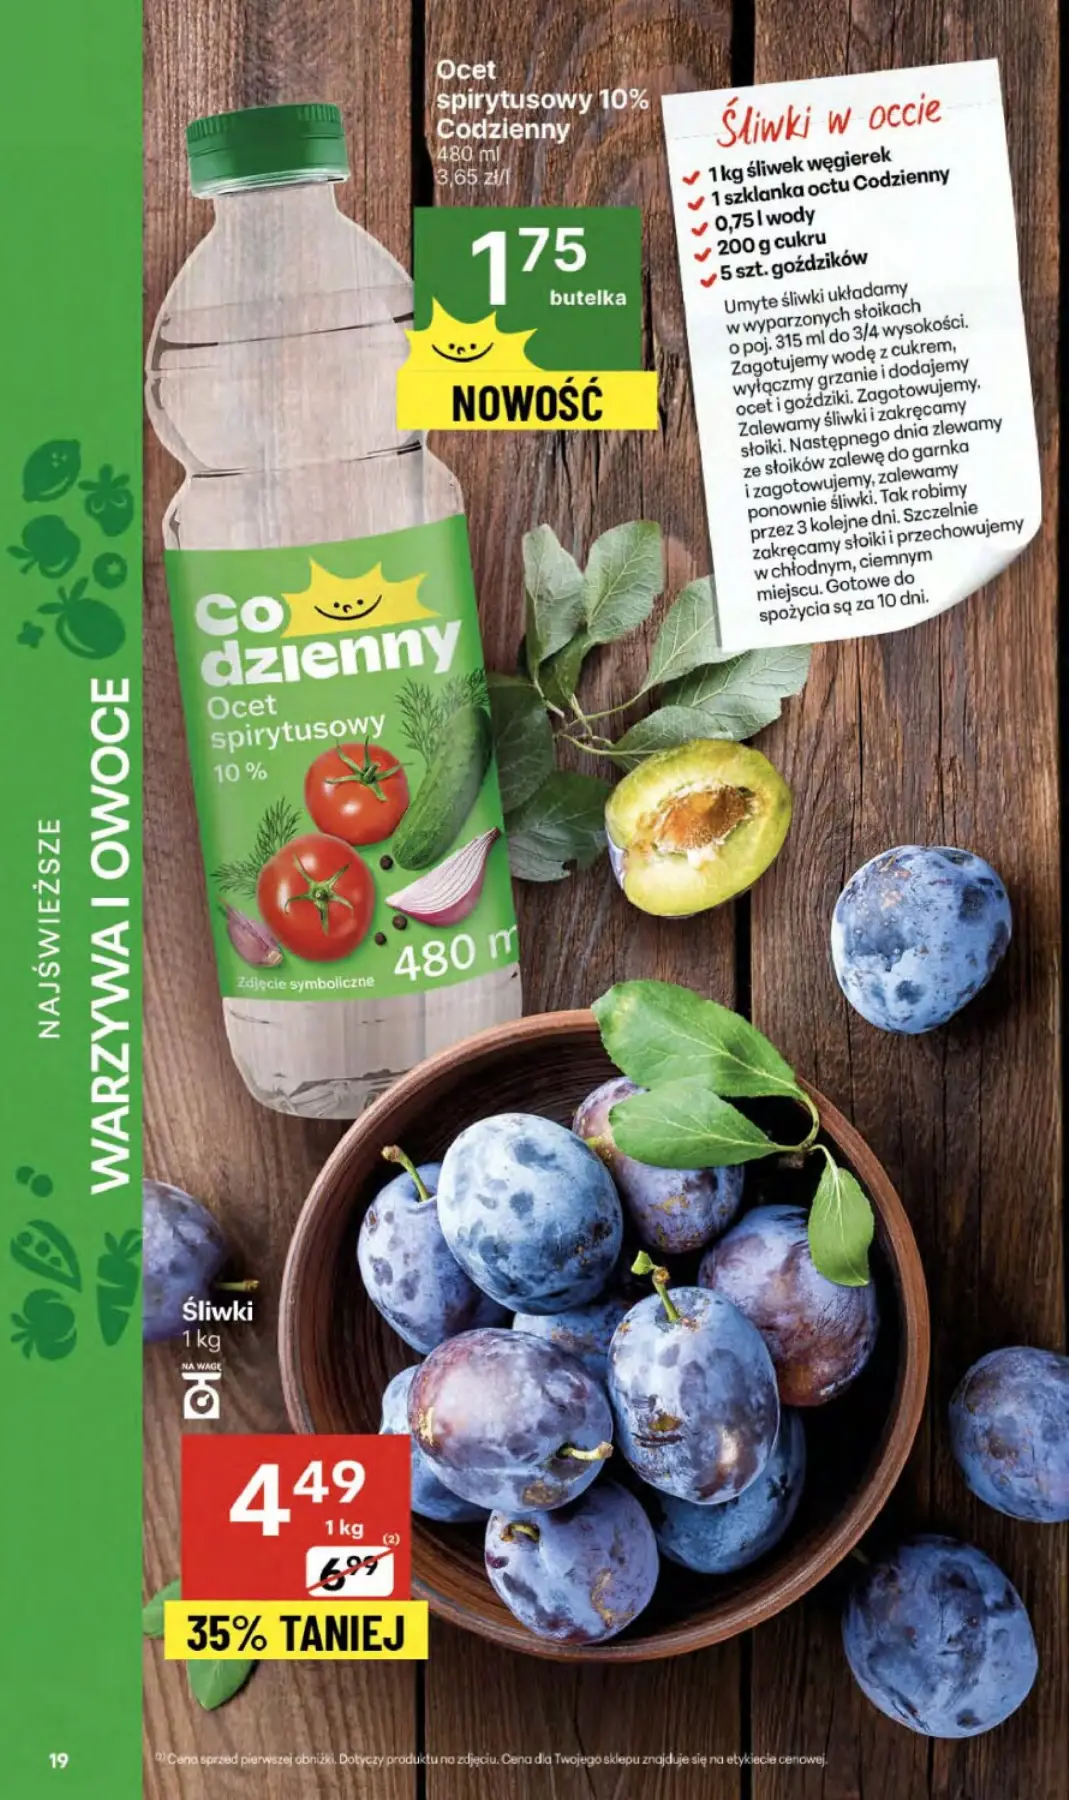 Ocet
spirytusowy 10%
Codzienny
480 ml
3,65 zł/l
1 75
butelka
NOWOŚĆ
Śliwki w occie
1 kg śliwek węgierek
1 szklanka octu Codzienny
0,75 l wody
200 g cukru
5 szt. goździków
Umyte śliwki układamy
w wyparzonych słoikach
o poj. 315 ml do 3/4 wysokości.
Zagotujemy wodę z cukrem,
wyłączmy grzanie i dodajemy
ocet i goździki. Zagotowujemy.
Zalewamy śliwki i zakręcamy
słoiki. Następnego dnia zlewamy
ze słoików zalewę do garnka
i zagotowujemy, zalewamy
ponownie śliwki. Tak robimy
przez 3 kolejne dni. Szczelnie
zakręcamy słoiki i przechowujemy
w chłodnym, ciemnym
miejscu. Gotowe do
spożycia są za 10 dni.
co
dzienny
Ocet
spirytusowy
10%
480 m
Zdjęcie symboliczne
NAJŚWIEŻSZE
WARZYWA I OWOCE
Śliwki
1 kg
NA WAGĘ
4 49
1 kg
(2)
6 99
35% TANIEJ
19
(2) Cena sprzed pierwszej obniżki. Dotyczy produktu na zdjęciu. Cena dla Twojego sklepu znajduje się na etykiecie cenowej.